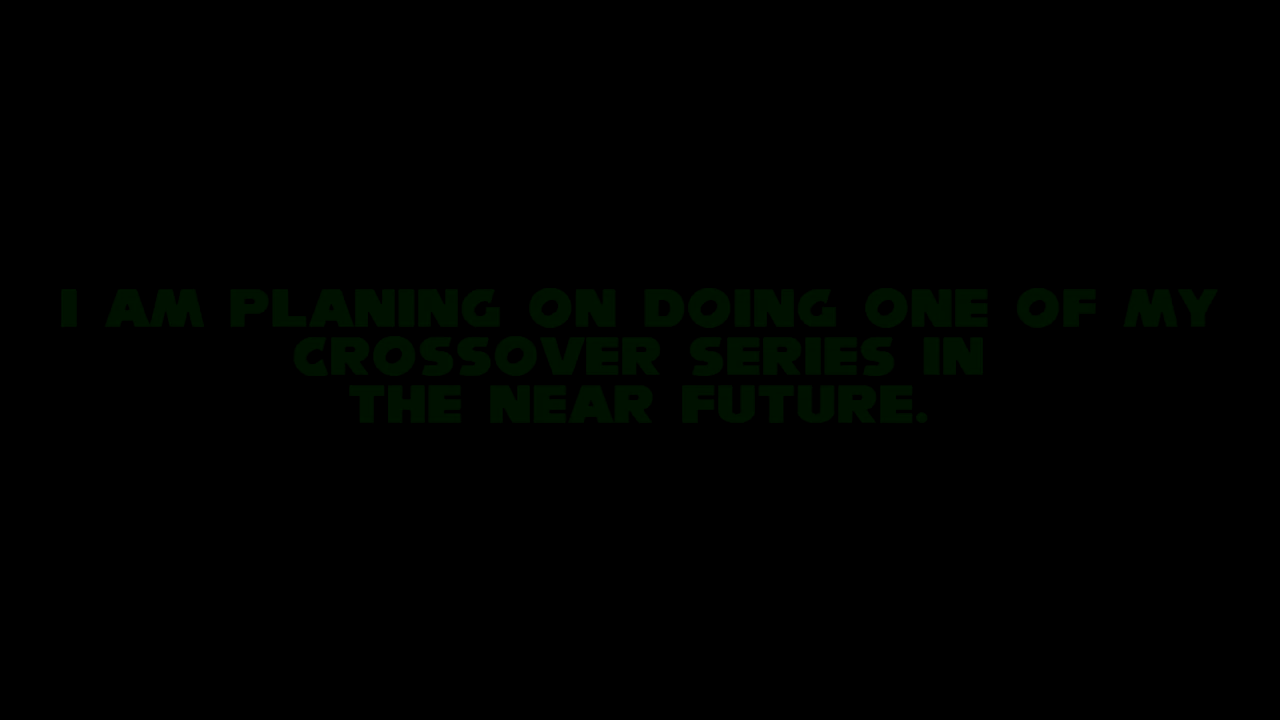 I AM PLANING ON DOING ONE OF MY
CROSSOVER SERIES IN
THE NEAR FUTURE.